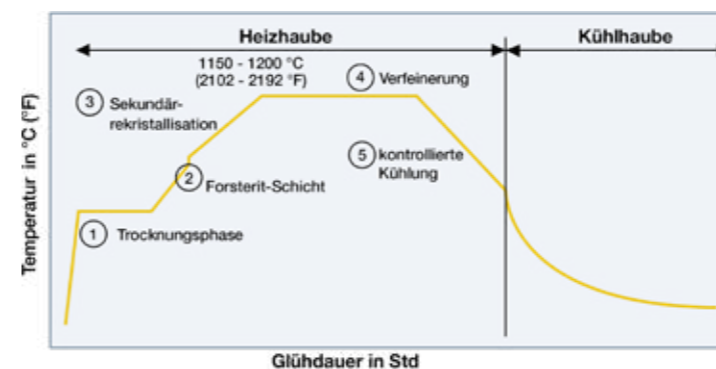 Heizhaube
Kühlhaube
1150 - 1200 °C
(2102 - 2192 °F)
4 Verfeinerung
3 Sekundär-
rekristallisation
5 kontrollierte
Kühlung
2 Forsterit-Schicht
1 Trocknungsphase
Temperatur in °C (°F)
Glühdauer in Std